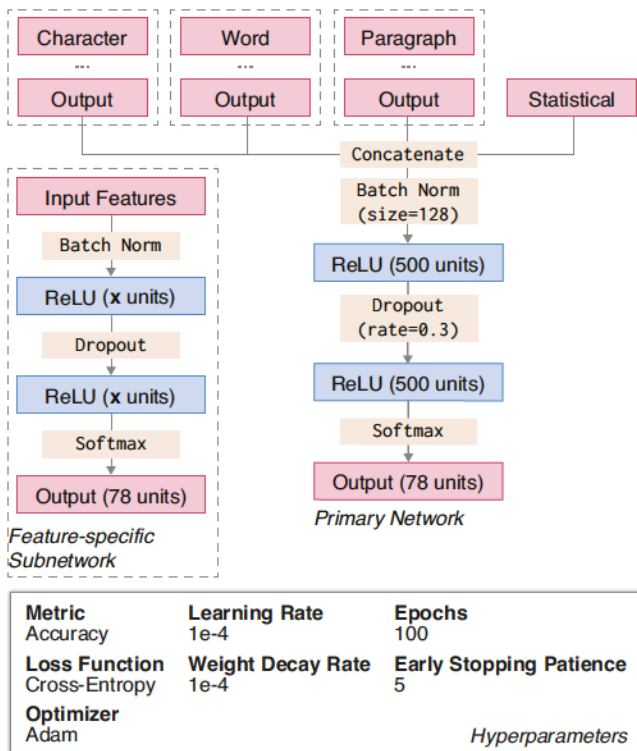 Character
Word
Paragraph
....
....
....
Output
Output
Output
Statistical
Concatenate
Input Features
Batch Norm
ReLU (x units)
Dropout
ReLU (x units)
Softmax
Output (78 units)
Feature-specific
Subnetwork
Batch Norm
(size=128)
ReLU (500 units)
Dropout
(rate=0.3)
ReLU (500 units)
Softmax
Output (78 units)
Primary Network
Metric
Accuracy
Learning Rate
1e-4
Epochs
100
Loss Function
Cross-Entropy
Weight Decay Rate
1e-4
Early Stopping Patience
5
Optimizer
Adam
Hyperparameters